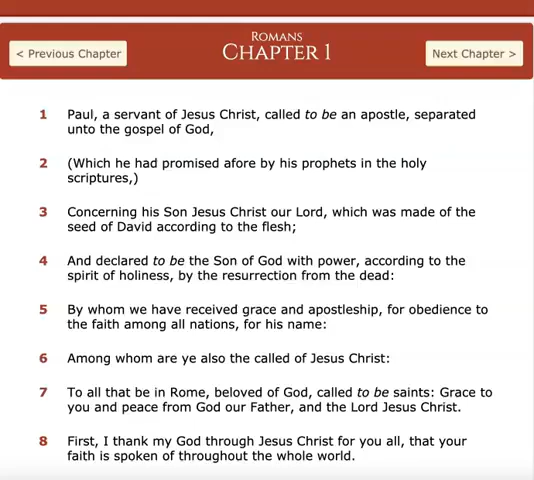 Romans
Chapter 1
< Previous Chapter
Next Chapter >
1 Paul, a servant of Jesus Christ, called to be an apostle, separated
unto the gospel of God,
2 (Which he had promised afore by his prophets in the holy
scriptures,)
3 Concerning his Son Jesus Christ our Lord, which was made of the
seed of David according to the flesh;
4 And declared to be the Son of God with power, according to the
spirit of holiness, by the resurrection from the dead:
5 By whom we have received grace and apostleship, for obedience to
the faith among all nations, for his name:
6 Among whom are ye also the called of Jesus Christ:
7 To all that be in Rome, beloved of God, called to be saints: Grace to
you and peace from God our Father, and the Lord Jesus Christ.
8 First, I thank my God through Jesus Christ for you all, that your
faith is spoken of throughout the whole world.